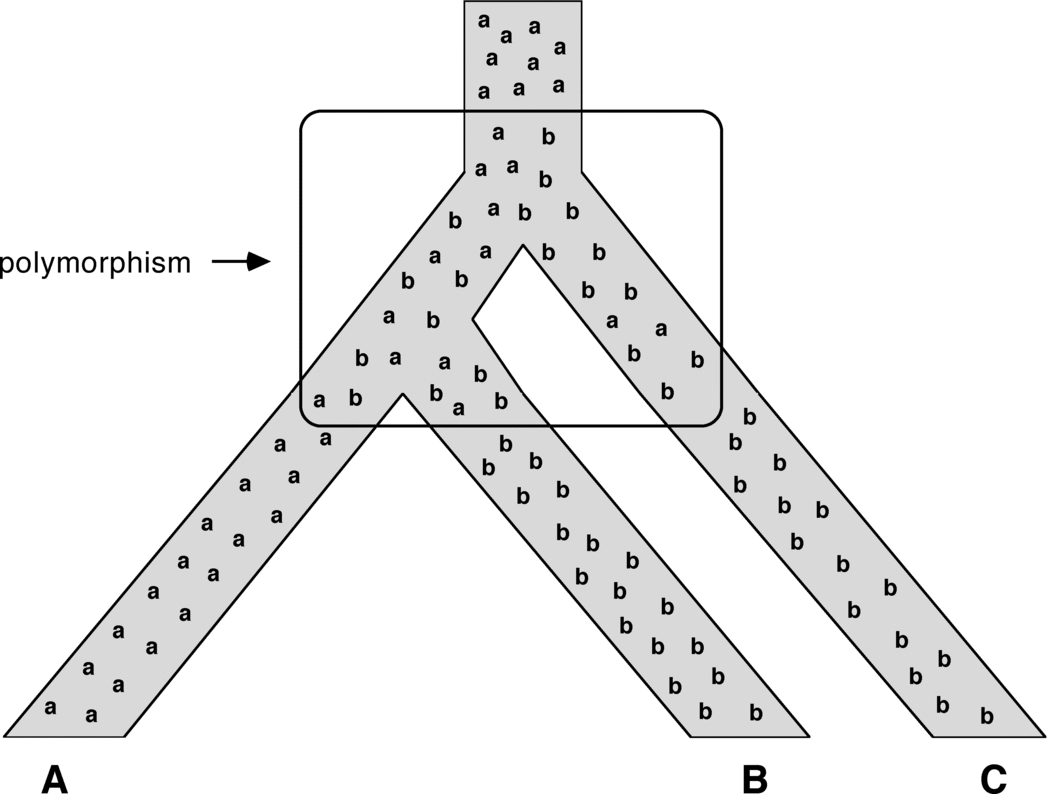 a a a a
a a
a a a
a b
a a b
b a b b
a a b b
polymorphism
b b b b
a b a a
b a a b b b
a b b a b b
a a b b b
a a b b b b
a a b b b b
a a b b b
a a b b b b
a a b b b
a a b b b b b
a b b b
a a b b b b
A B C